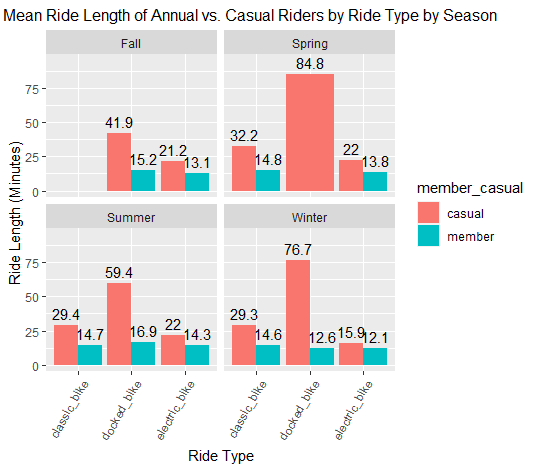 Mean Ride Length of Annual vs. Casual Riders by Ride Type by Season
Fall
Spring
75
50
25
0
41.9
15.2
21.2
13.1
32.2
14.8
84.8
22
13.8
Summer
Winter
75
50
25
0
29.4
14.7
59.4
16.9
22
14.3
29.3
14.6
76.7
12.6
15.9
12.1
classic_bike
docked_bike
electric_bike
classic_bike
docked_bike
electric_bike
Ride Length (Minutes)
Ride Type
member_casual
casual
member